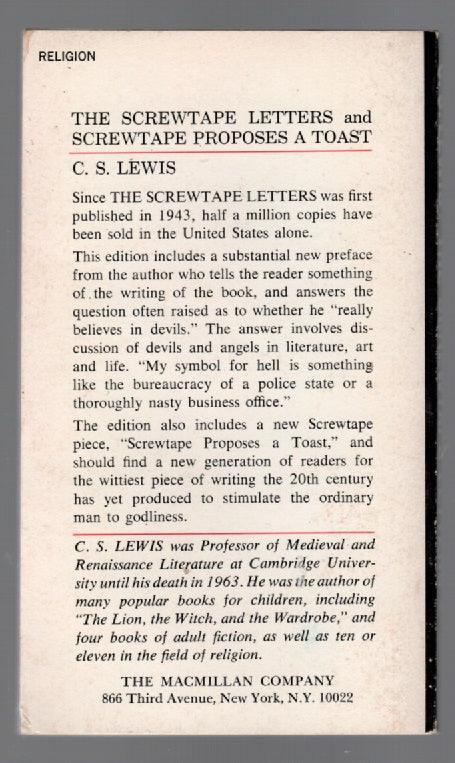 RELIGION
THE SCREWTAPE LETTERS and
SCREWTAPE PROPOSES A TOAST
C. S. LEWIS
Since THE SCREWTAPE LETTERS was first
published in 1943, half a million copies have
been sold in the United States alone.
This edition includes a substantial new preface
from the author who tells the reader something
of the writing of the book, and answers the
question often raised as to whether he "really
believes in devils." The answer involves dis-
cussion of devils and angels in literature, art
and life. "My symbol for hell is something
like the bureaucracy of a police state or a
thoroughly nasty business office."
The edition also includes a new Screwtape
piece, "Screwtape Proposes a Toast," and
should find a new generation of readers for
the wittiest piece of writing the 20th century
has yet produced to stimulate the ordinary
man to godliness.
C. S. LEWIS was Professor of Medieval and
Renaissance Literature at Cambridge Univer-
sity until his death in 1963. He was the author of
many popular books for children, including
"The Lion, the Witch, and the Wardrobe," and
four books of adult fiction, as well as ten or
eleven in the field of religion.
THE MACMILLAN COMPANY
866 Third Avenue, New York, N.Y. 10022